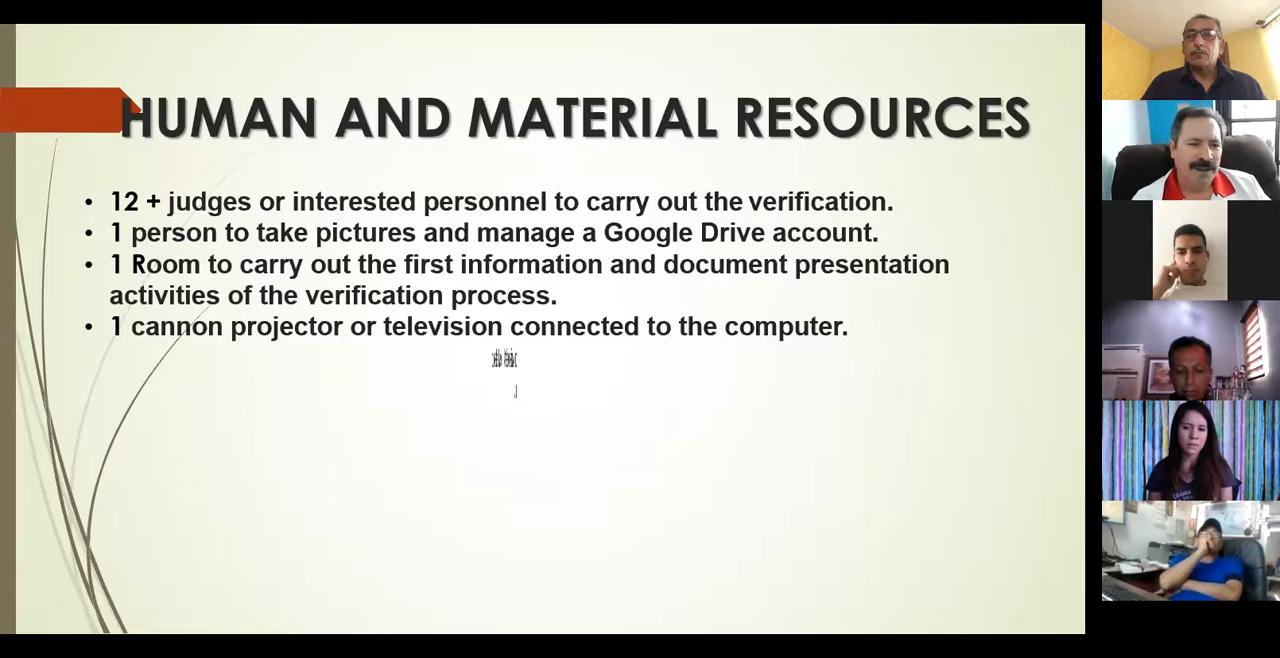 HUMAN AND MATERIAL RESOURCES
• 12 + judges or interested personnel to carry out the verification.
• 1 person to take pictures and manage a Google Drive account.
• 1 Room to carry out the first information and document presentation
activities of the verification process.
• 1 cannon projector or television connected to the computer.